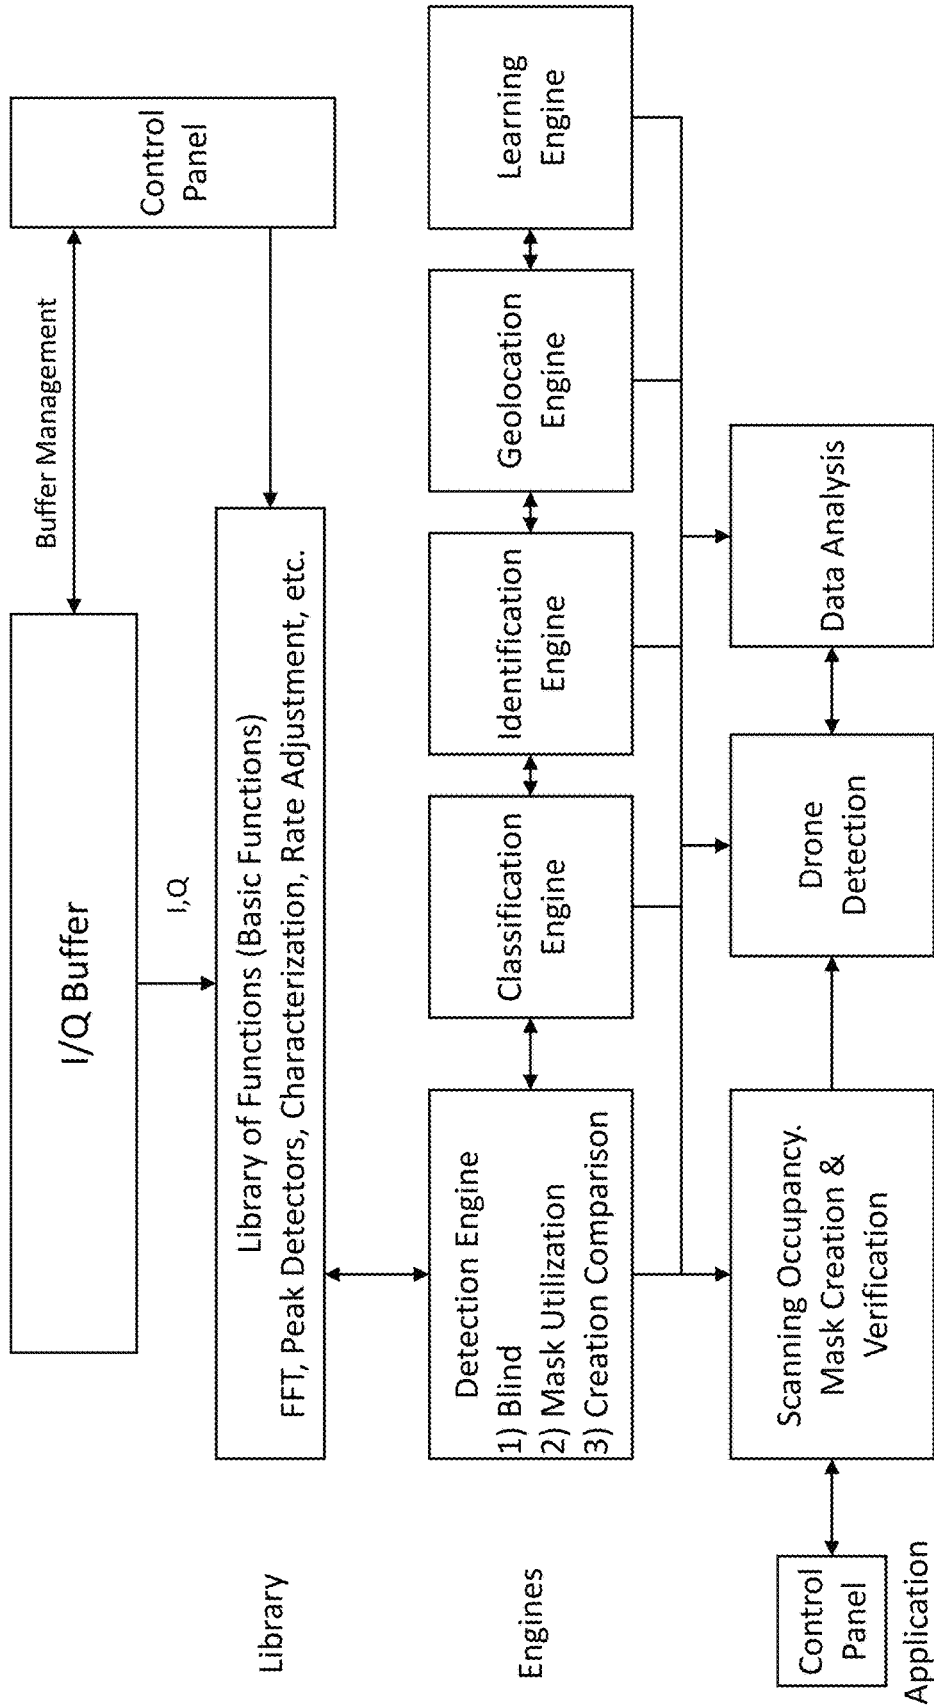 I/Q Buffer
Buffer Management
Control
Panel
I,Q
Library
Library of Functions (Basic Functions)
FFT, Peak Detectors, Characterization, Rate Adjustment, etc.
Engines
Detection Engine
1) Blind
2) Mask Utilization
3) Creation Comparison
Classification
Engine
Identification
Engine
Geolocation
Engine
Learning
Engine
Control
Panel
Application
Scanning Occupancy.
Mask Creation &
Verification
Drone
Detection
Data Analysis